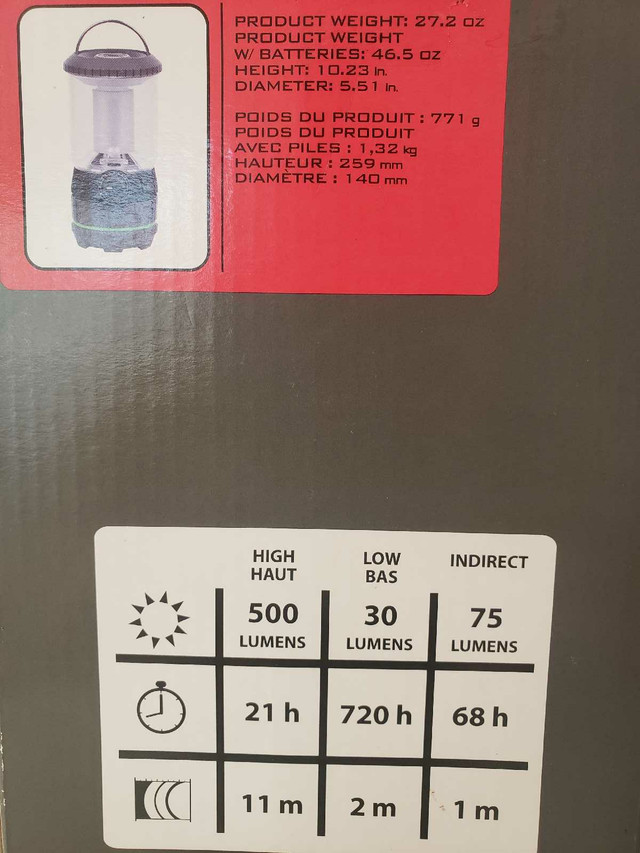 PRODUCT WEIGHT: 27.2 oz
PRODUCT WEIGHT
W/ BATTERIES: 46.5 oz
HEIGHT: 10.23 in.
DIAMETER: 5.51 in.
POIDS DU PRODUIT : 771 g
POIDS DU PRODUIT
AVEC PILES : 1,32 kg
HAUTEUR : 259 mm
DIAMÈTRE : 140 mm
HIGH LOW INDIRECT
HAUT BAS
500 30 75
LUMENS LUMENS LUMENS
21 h 720 h 68 h
11 m 2 m 1 m